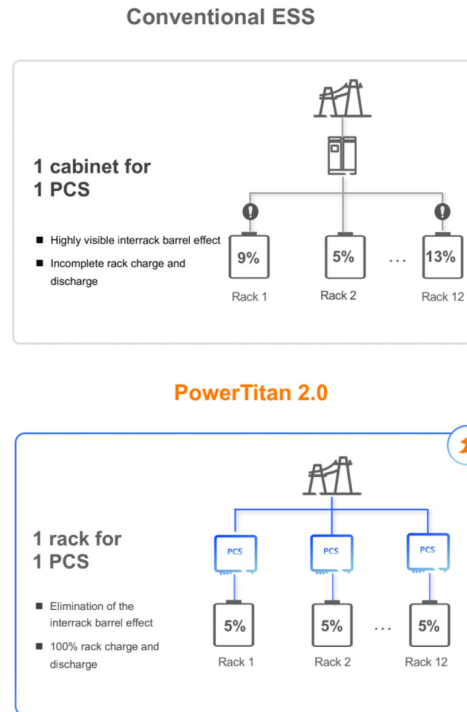 Conventional ESS
1 cabinet for
1 PCS
■ Highly visible interrack barrel effect
■ Incomplete rack charge and
discharge
9%
5%
...
13%
Rack 1
Rack 2
Rack 12
PowerTitan 2.0
1 rack for
1 PCS
■ Elimination of the
interrack barrel effect
■ 100% rack charge and
discharge
PCS
PCS
PCS
5%
5%
...
5%
Rack 1
Rack 2
Rack 12